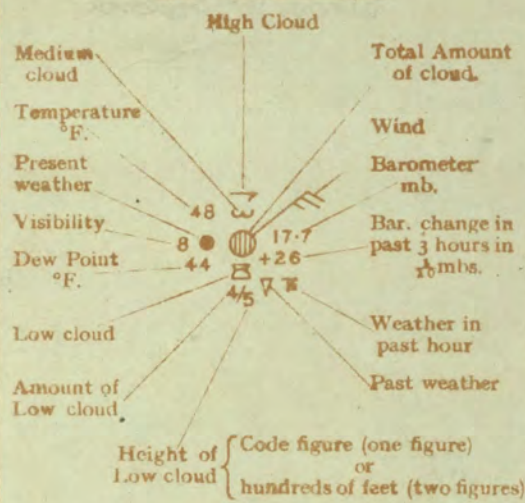 High Cloud
Medium
cloud
Total Amount
of cloud.
Temperature
°F.
Wind
Present
weather
Barometer
mb.
48
Visibility
8
17·7
Bar. change in
past 3 hours in
1/10 mbs.
+26
Dew Point
°F.
44
4/5
Low cloud
Weather in
past hour
Amount of
Low cloud
Past weather
Height of
Low cloud
Code figure (one figure)
or
hundreds of feet (two figures)